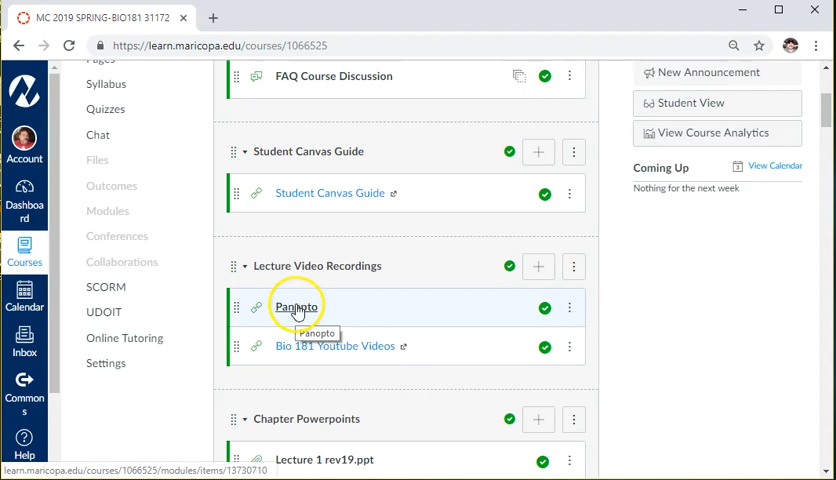 MC 2019 SPRING-BIO181 31172
https://learn.maricopa.edu/courses/1066525
Account
Dashboa
rd
Courses
Calendar
Inbox
Common
s
Help
Pages
Syllabus
Quizzes
Chat
Files
Outcomes
Modules
Conferences
Collaborations
SCORM
UDOIT
Online Tutoring
Settings
FAQ Course Discussion
Student Canvas Guide
Student Canvas Guide
Lecture Video Recordings
Panopto
Panopto
Bio 181 Youtube Videos
Chapter Powerpoints
Lecture 1 rev19.ppt
New Announcement
Student View
View Course Analytics
Coming Up
View Calendar
Nothing for the next week
learn.maricopa.edu/courses/1066525/modules/items/13730710